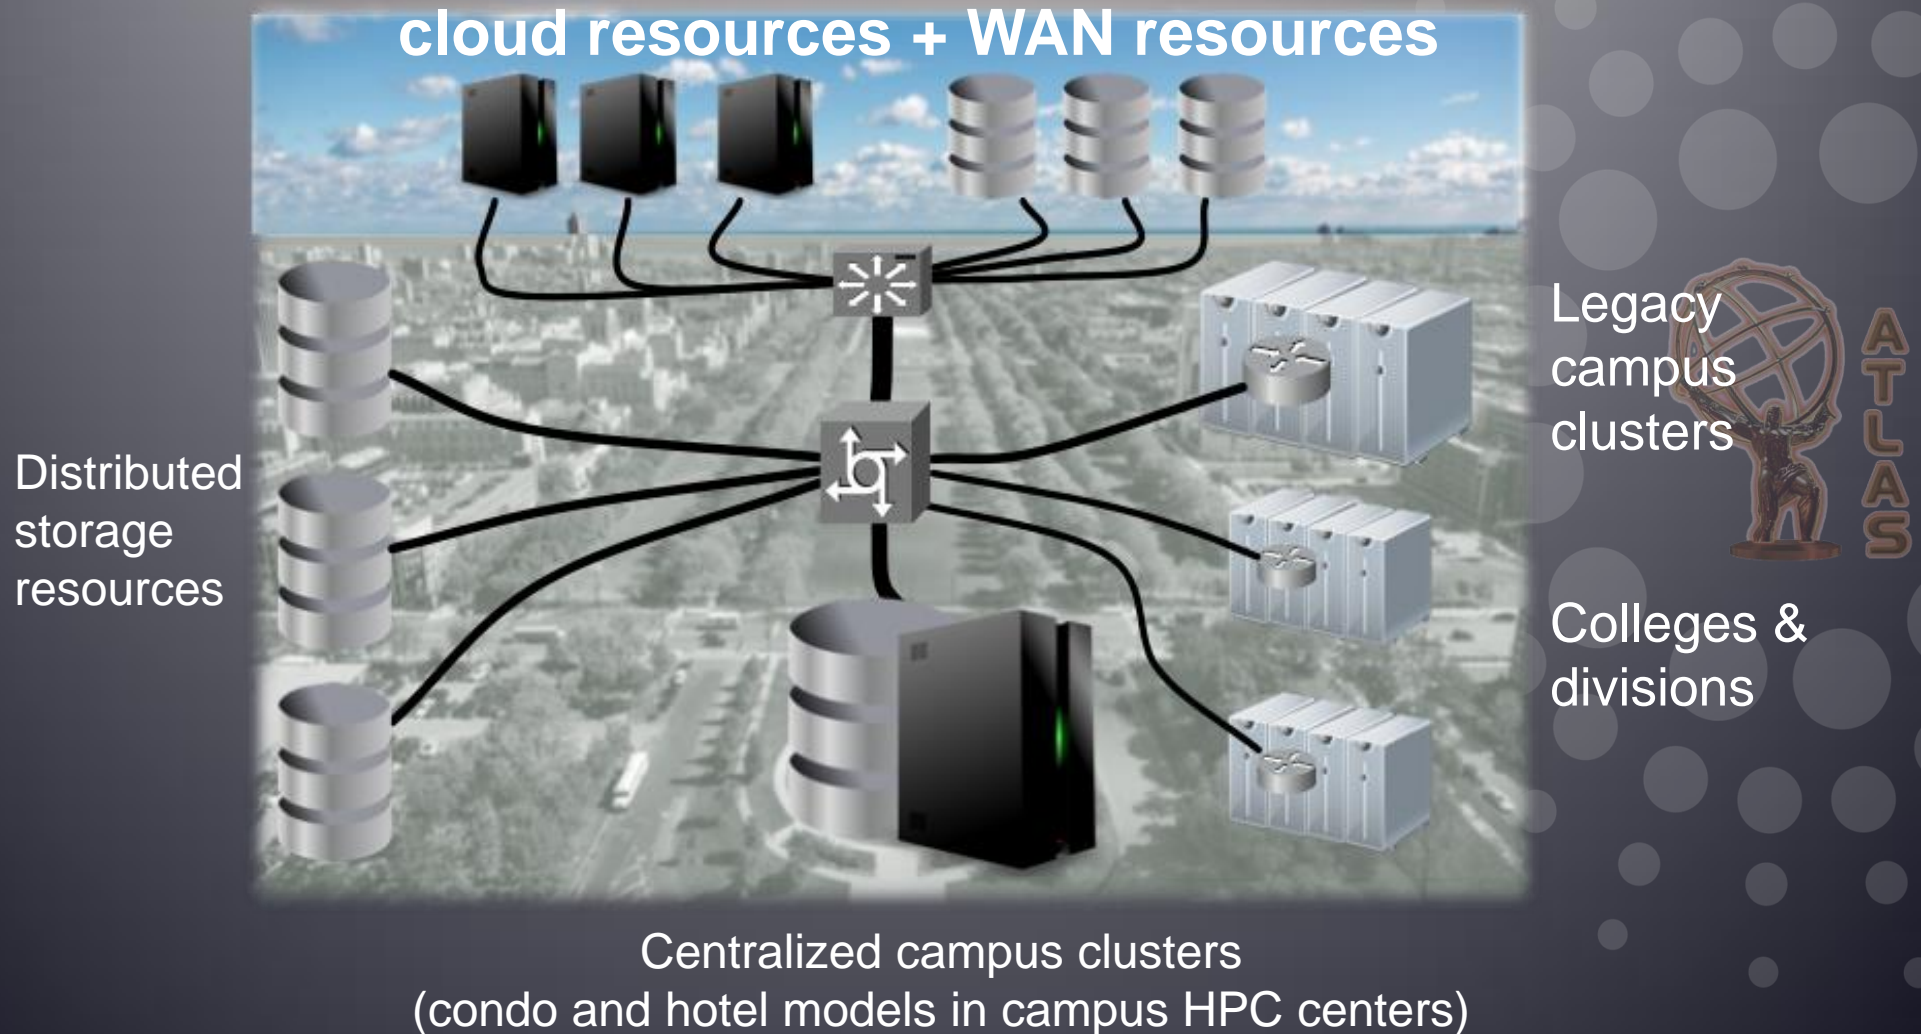 cloud resources + WAN resources
Distributed
storage
resources
Legacy
campus
clusters
ATLAS
Colleges &
divisions
Centralized campus clusters
(condo and hotel models in campus HPC centers)